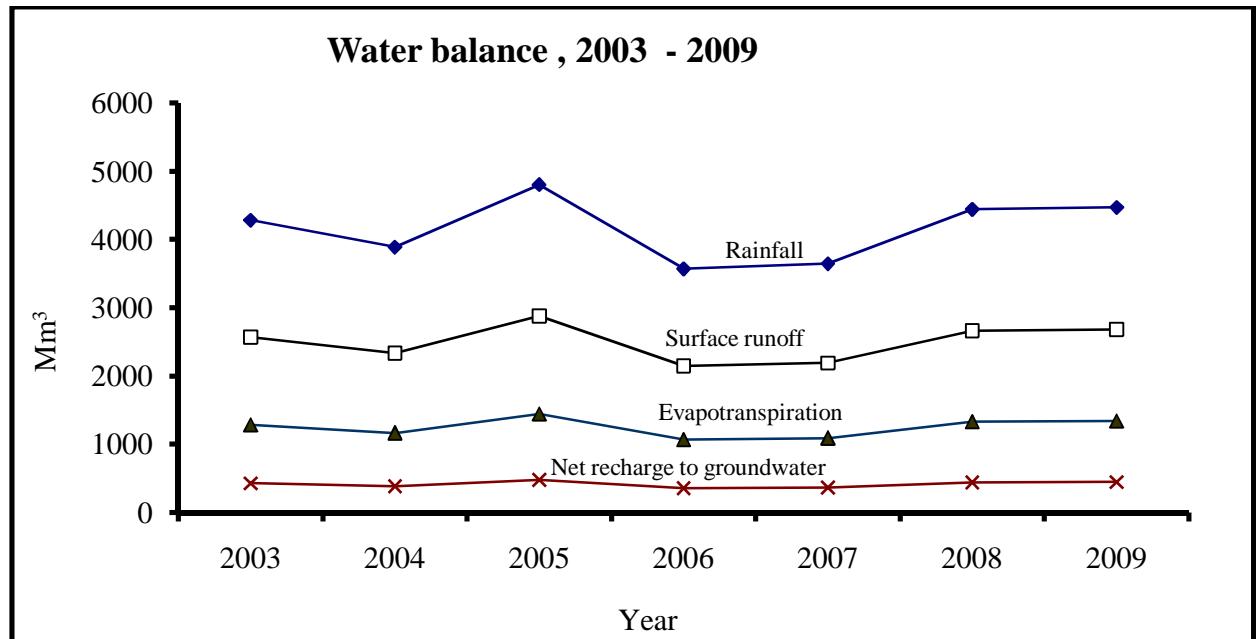 Water balance , 2003 - 2009
6000
5000
4000
3000
2000
1000
0
Mm³
Rainfall
Surface runoff
Evapotranspiration
Net recharge to groundwater
2003 2004 2005 2006 2007 2008 2009
Year